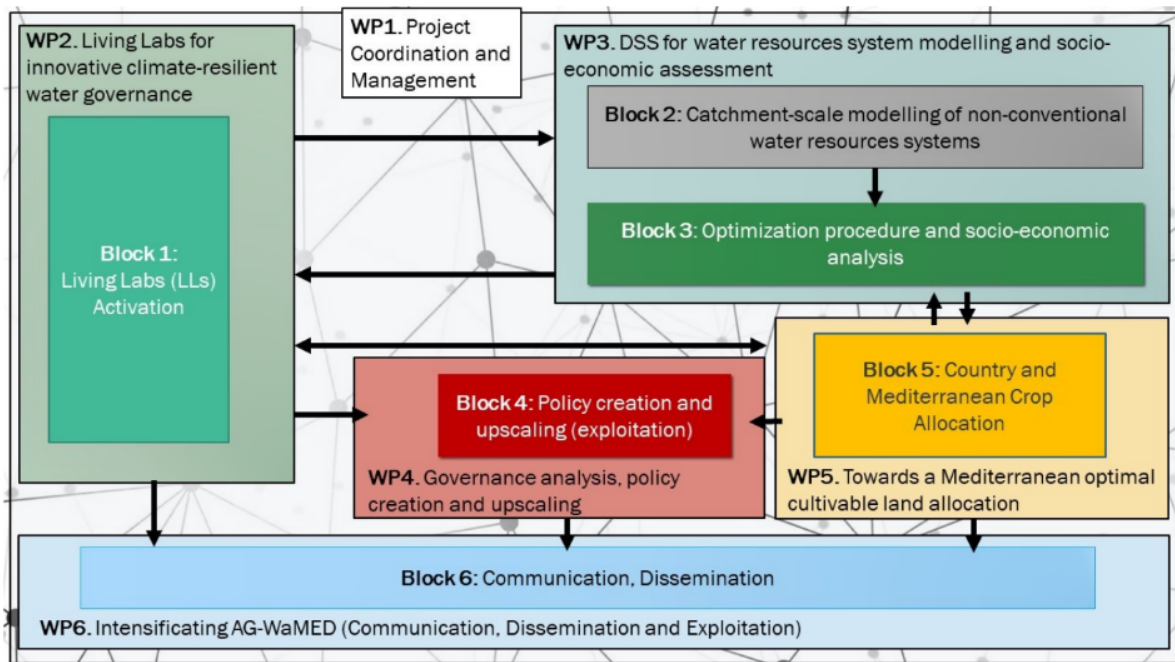 WP2. Living Labs for
innovative climate-resilient
water governance
Block 1:
Living Labs (LLs)
Activation
WP1. Project
Coordination and
Management
WP3. DSS for water resources system modelling and socio-
economic assessment
Block 2: Catchment-scale modelling of non-conventional
water resources systems
Block 3: Optimization procedure and socio-economic
analysis
Block 4: Policy creation and
upscaling (exploitation)
WP4. Governance analysis, policy
creation and upscaling
Block 5: Country and
Mediterranean Crop
Allocation
WP5. Towards a Mediterranean optimal
cultivable land allocation
Block 6: Communication, Dissemination
WP6. Intensificating AG-WaMED (Communication, Dissemination and Exploitation)